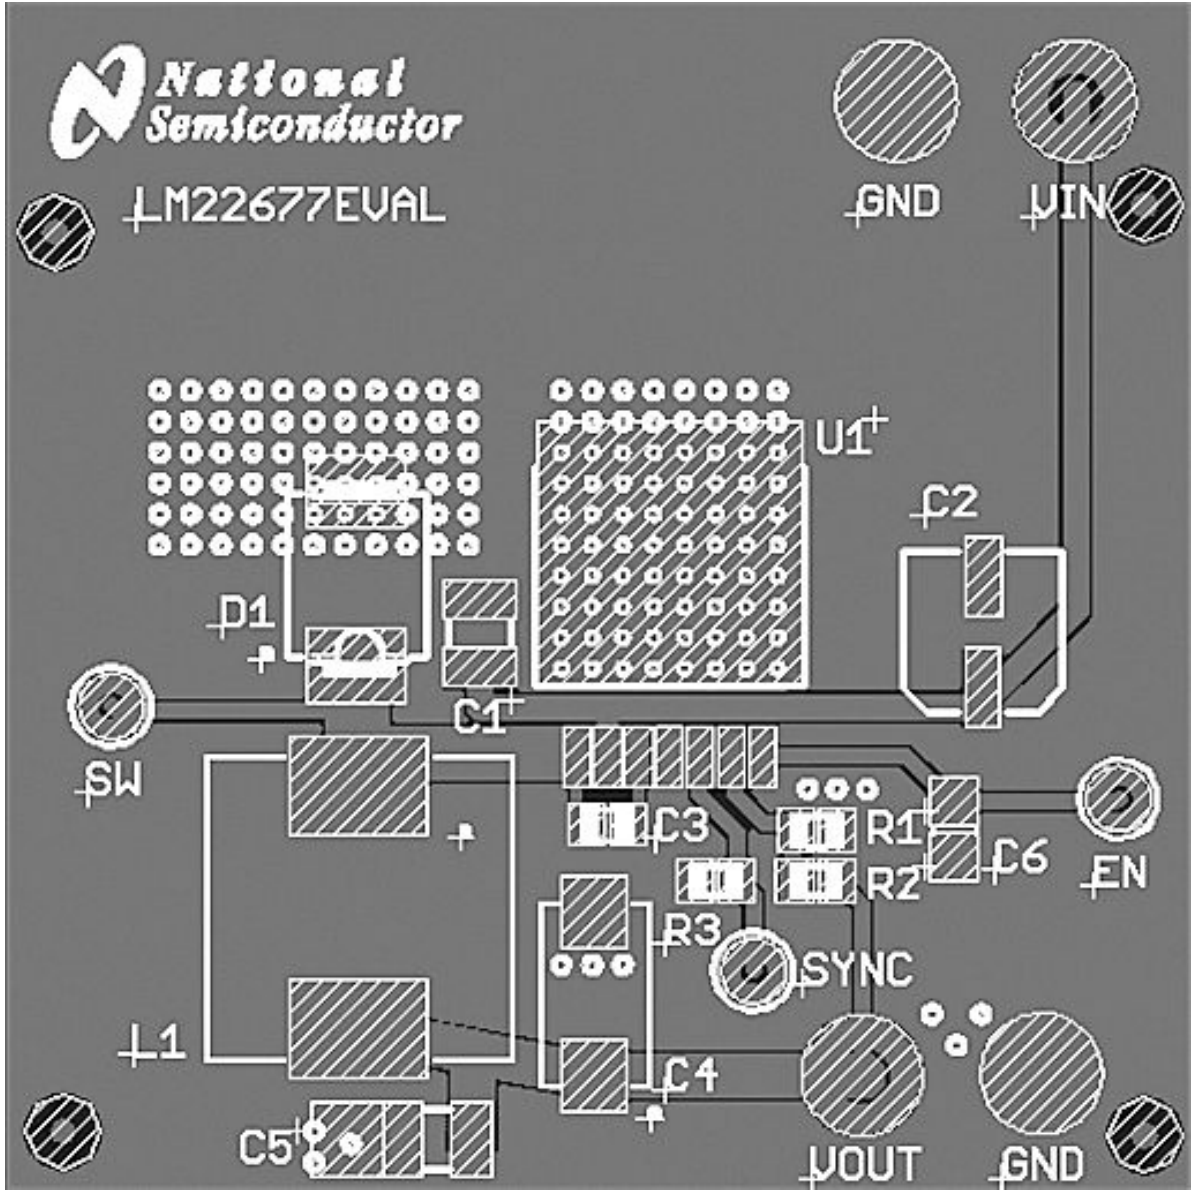 National
Semiconductor
LM22677EVAL
GND
VIN
U1
C2
D1
C1
SW
C3
R1
C6
EN
R2
R3
SYNC
L1
C4
C5
VOUT
GND